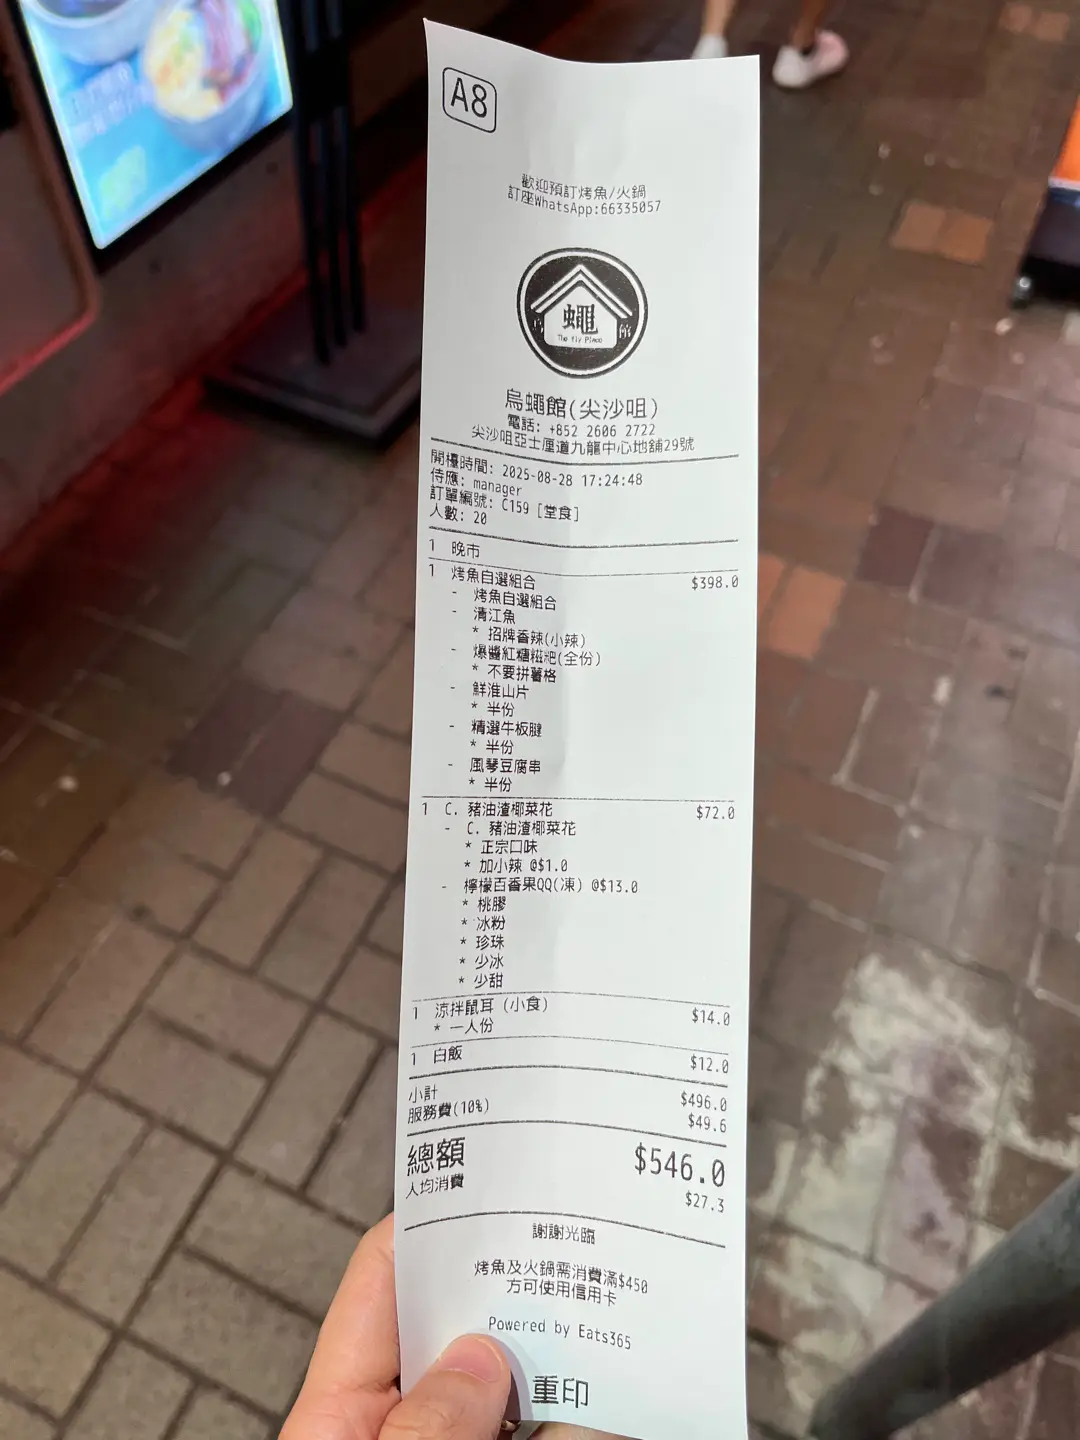 A8
歡迎預訂烤魚/火鍋
訂座WhatsApp:66335057
蠅
館
The Fly Place
烏蠅館(尖沙咀)
電話: +852 2606 2722
尖沙咀亞士厘道九龍中心地舖29號
開檯時間: 2025-08-28 17:24:48
侍應: manager
訂單編號: C159 [堂食]
人數: 20
1 晚市
1 烤魚自選組合 $398.0
- 烤魚自選組合
- 清江魚
* 招牌香辣(小辣)
- 爆醬紅糖糍粑(全份)
* 不要拼薯格
- 鮮淮山片
* 半份
- 精選牛板腱
* 半份
- 風琴豆腐串
* 半份
1 C. 豬油渣椰菜花 $72.0
- C. 豬油渣椰菜花
* 正宗口味
* 加小辣 @$1.0
- 檸檬百香果QQ(凍) @$13.0
* 桃膠
* 冰粉
* 珍珠
* 少冰
* 少甜
1 涼拌鼠耳 (小食) $14.0
* 一人份
1 白飯 $12.0
小計 $496.0
服務費(10%) $49.6
總額 $546.0
人均消費 $27.3
謝謝光臨
烤魚及火鍋需消費滿$450
方可使用信用卡
Powered by Eats365
重印